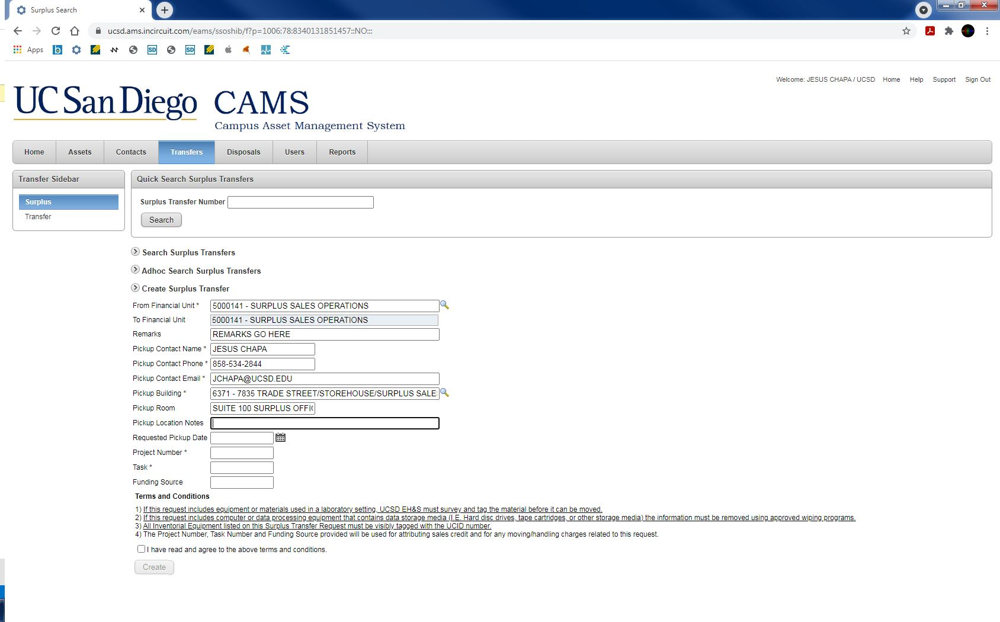 Surplus Search
ucsd.ams.incircuit.com/eams/ssoshib/f?p=1006:78:8340131851457::NO:::
Apps
b
SD
SD
Welcome: JESUS CHAPA / UCSD Home Help Support Sign Out
UC San Diego
CAMS
Campus Asset Management System
Home Assets Contacts Transfers Disposals Users Reports
Transfer Sidebar
Surplus
Transfer
Quick Search Surplus Transfers
Surplus Transfer Number
Search
Search Surplus Transfers
Adhoc Search Surplus Transfers
Create Surplus Transfer
From Financial Unit * 5000141 - SURPLUS SALES OPERATIONS
To Financial Unit 5000141 - SURPLUS SALES OPERATIONS
Remarks REMARKS GO HERE
Pickup Contact Name * JESUS CHAPA
Pickup Contact Phone * 858-534-2844
Pickup Contact Email * JCHAPA@UCSD.EDU
Pickup Building * 6371 - 7835 TRADE STREET/STOREHOUSE/SURPLUS SALE
Pickup Room SUITE 100 SURPLUS OFFI
Pickup Location Notes
Requested Pickup Date
Project Number *
Task *
Funding Source
Terms and Conditions
1) If this request includes equipment or materials used in a laboratory setting, UCSD EH&S must survey and tag the material before it can be moved.
2) If this request includes computer or data processing equipment that contains data storage media (I.E. Hard disc drives, tape cartridges, or other storage media) the information must be removed using approved wiping programs.
3) All Inventorial Equipment listed on this Surplus Transfer Request must be visibly tagged with the UCID number.
4) The Project Number, Task Number and Funding Source provided will be used for attributing sales credit and for any moving/handling charges related to this request.
I have read and agree to the above terms and conditions.
Create